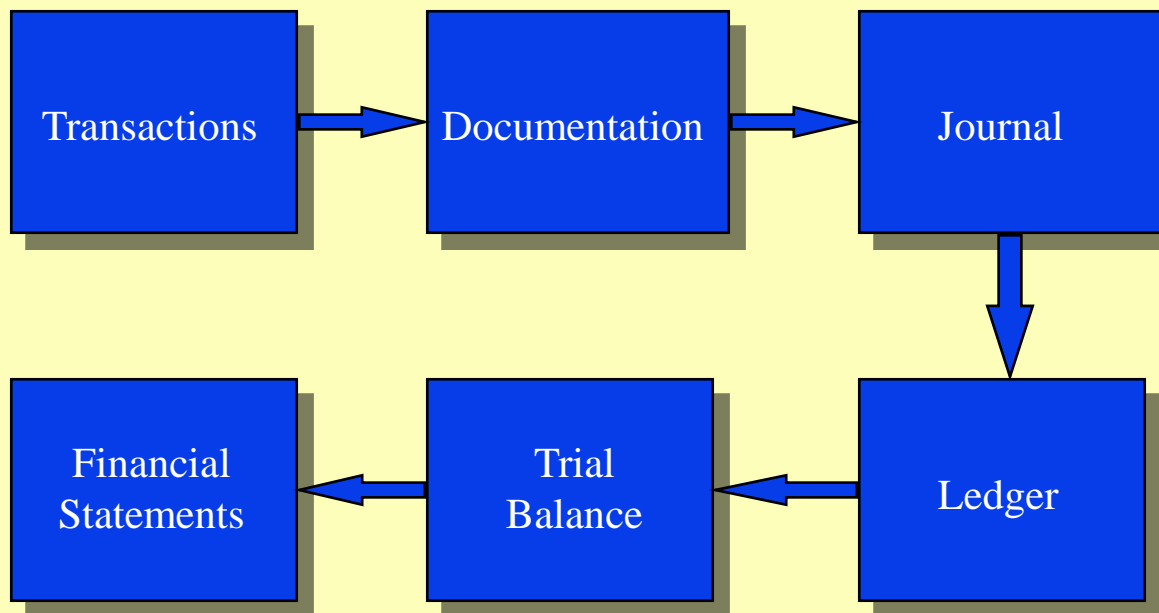 Transactions
Documentation
Journal
Financial
Statements
Trial
Balance
Ledger